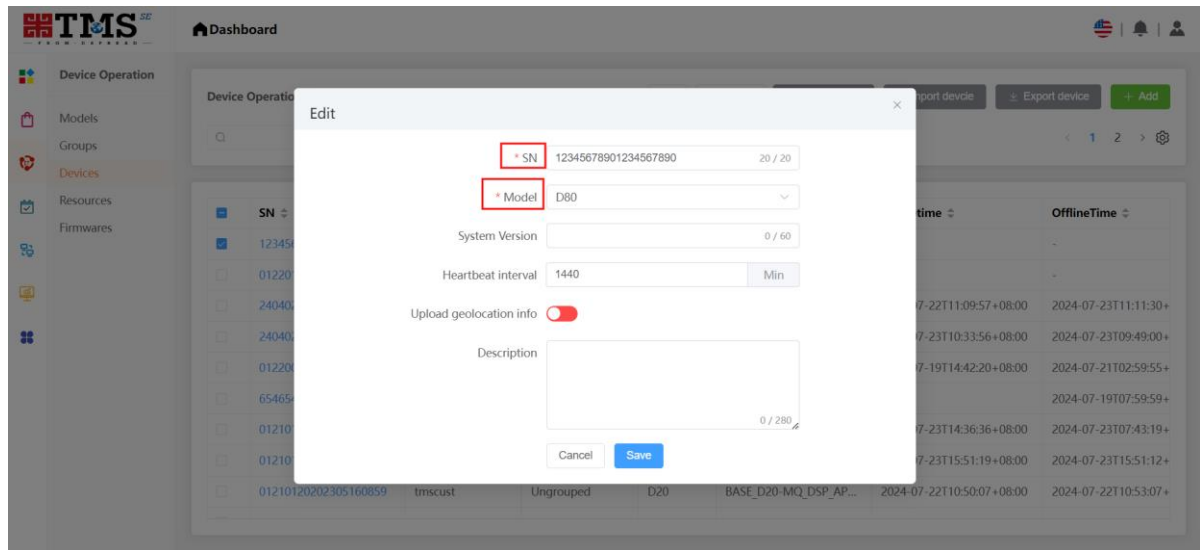 TMS SE
Dashboard
Device Operation
Models
Groups
Devices
Resources
Firmwares
Device Operatio
port devcie
Export device
+ Add
1 2
Edit
* SN 12345678901234567890 20 / 20
* Model D80
System Version 0 / 60
Heartbeat interval 1440 Min
Upload geolocation info
Description
0 / 280
Cancel Save
SN time OfflineTime
12345 -
01220 -
24040 7-22T11:09:57+08:00 2024-07-23T11:11:30+
24040 7-23T10:33:56+08:00 2024-07-23T09:49:00+
01220 7-19T14:42:20+08:00 2024-07-21T02:59:55+
65465 2024-07-19T07:59:59+
01210 7-23T14:36:36+08:00 2024-07-23T07:43:19+
01210 7-23T15:51:19+08:00 2024-07-23T15:51:12+
01210120202305160859 tmscust Ungrouped D20 BASE_D20-MQ_DSP_AP... 2024-07-22T10:50:07+08:00 2024-07-22T10:53:07+